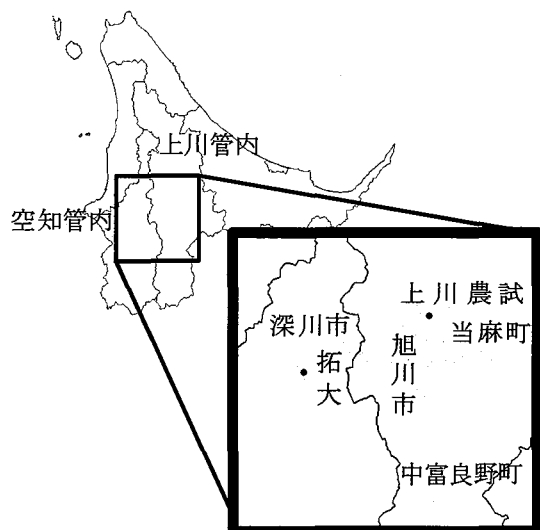 上川管内
空知管内
上川農試
当麻町
深川市
拓大
旭川市
中富良野町